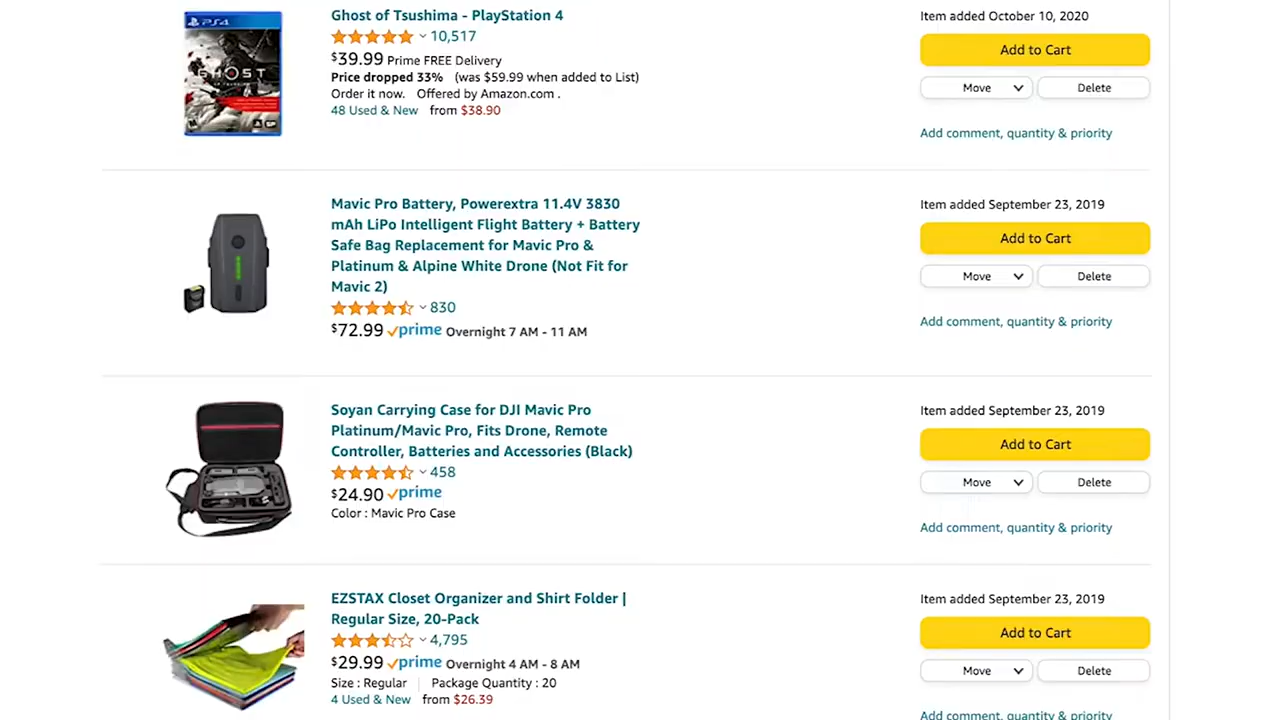 PS4
GHOST
Ghost of Tsushima - PlayStation 4
10,517
$39.99 Prime FREE Delivery
Price dropped 33% (was $59.99 when added to List)
Order it now. Offered by Amazon.com .
48 Used & New from $38.90
Item added October 10, 2020
Add to Cart
Move
Delete
Add comment, quantity & priority
Mavic Pro Battery, Powerextra 11.4V 3830
mAh LiPo Intelligent Flight Battery + Battery
Safe Bag Replacement for Mavic Pro &
Platinum & Alpine White Drone (Not Fit for
Mavic 2)
830
$72.99 prime Overnight 7 AM - 11 AM
Item added September 23, 2019
Add to Cart
Move
Delete
Add comment, quantity & priority
Soyan Carrying Case for DJI Mavic Pro
Platinum/Mavic Pro, Fits Drone, Remote
Controller, Batteries and Accessories (Black)
458
$24.90 prime
Color : Mavic Pro Case
Item added September 23, 2019
Add to Cart
Move
Delete
Add comment, quantity & priority
EZSTAX Closet Organizer and Shirt Folder |
Regular Size, 20-Pack
4,795
$29.99 prime Overnight 4 AM - 8 AM
Size : Regular | Package Quantity : 20
4 Used & New from $26.39
Item added September 23, 2019
Add to Cart
Move
Delete
Add comment, quantity & priority